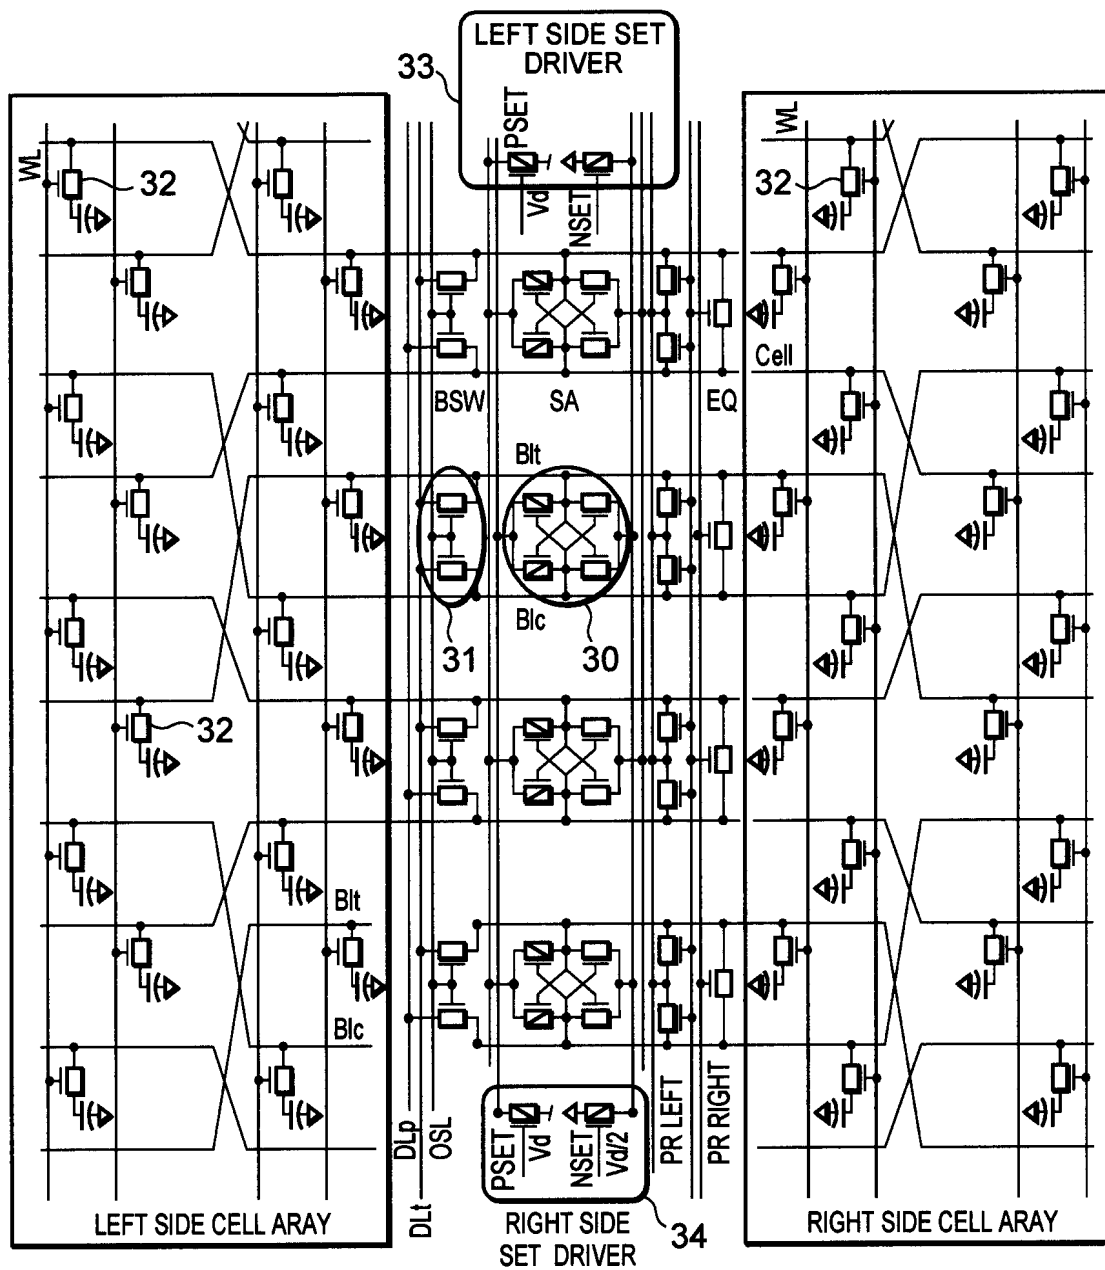 LEFT SIDE SET
DRIVER
33
PSET
Vd
NSET
WL
32
WL
32
Cell
BSW
SA
EQ
Blt
31
Blc
30
32
Blt
Blc
DLp
DLt
OSL
PSET
Vd
NSET
Vd/2
PR LEFT
PR RIGHT
LEFT SIDE CELL ARAY
RIGHT SIDE
SET DRIVER
34
RIGHT SIDE CELL ARAY